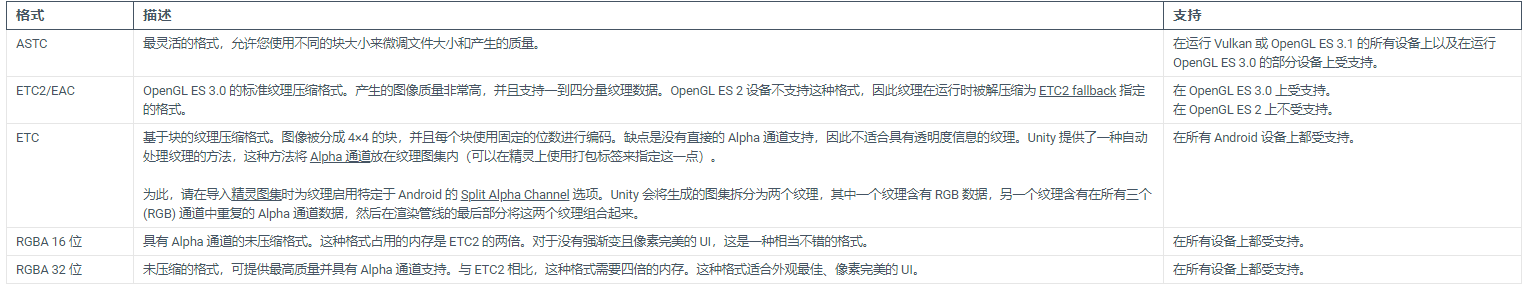 格式 描述 支持
ASTC 最灵活的格式，允许您使用不同的块大小来微调文件大小和产生的质量。 在运行 Vulkan 或 OpenGL ES 3.1 的所有设备上以及在运行
OpenGL ES 3.0 的部分设备上受支持。
ETC2/EAC OpenGL ES 3.0 的标准纹理压缩格式。产生的图像质量非常高，并且支持一到四分量纹理数据。OpenGL ES 2 设备不支持这种格式，因此纹理在运行时被解压缩为 ETC2 fallback 指定 在 OpenGL ES 3.0 上受支持。
的格式。 在 OpenGL ES 2 上不受支持。
ETC 基于块的纹理压缩格式。图像被分成 4×4 的块，并且每个块使用固定的位数进行编码。缺点是没有直接的 Alpha 通道支持，因此不适合具有透明度信息的纹理。Unity 提供了一种自动 在所有 Android 设备上都受支持。
处理纹理的方法，这种方法将 Alpha 通道放在纹理图集内（可以在精灵上使用打包标签来指定这一点）。
为此，请在导入精灵图集时为纹理启用特定于 Android 的 Split Alpha Channel 选项。Unity 会将生成的图集拆分为两个纹理，其中一个纹理含有 RGB 数据，另一个纹理含有在所有三个
(RGB) 通道中重复的 Alpha 通道数据，然后在渲染管线的最后部分将这两个纹理组合起来。
RGBA 16 位 具有 Alpha 通道的未压缩格式。这种格式占用的内存是 ETC2 的两倍。对于没有强渐变且像素完美的 UI，这是一种相当不错的格式。 在所有设备上都受支持。
RGBA 32 位 未压缩的格式，可提供最高质量并具有 Alpha 通道支持。与 ETC2 相比，这种格式需要四倍的内存。这种格式适合外观最佳、像素完美的 UI。 在所有设备上都受支持。